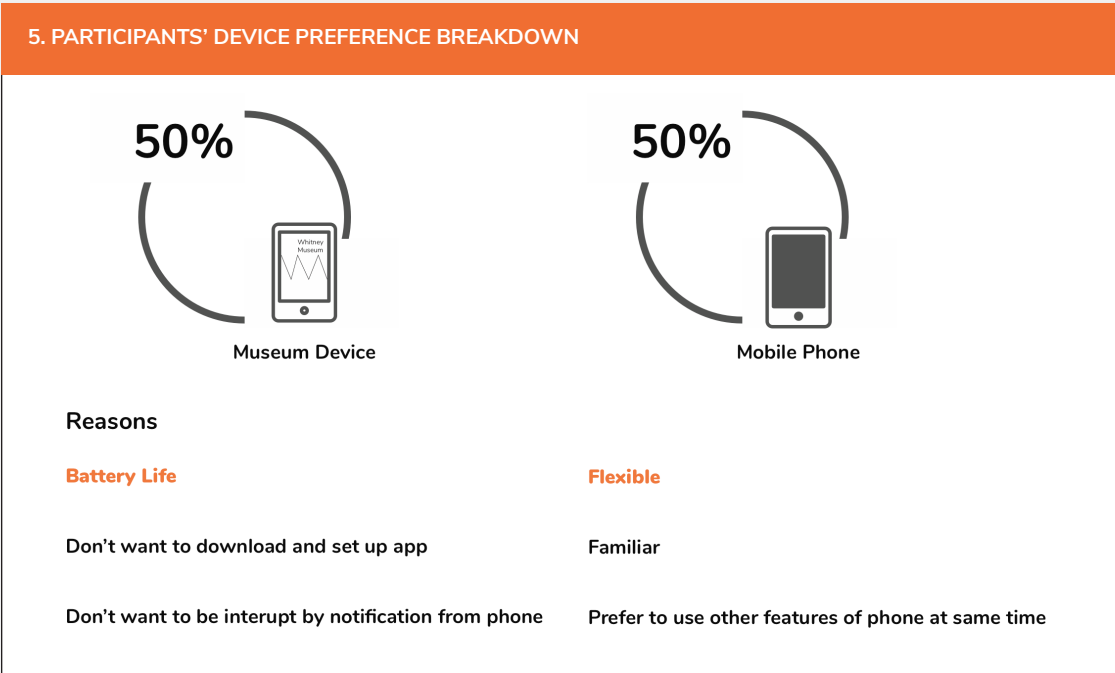 5. PARTICIPANTS’ DEVICE PREFERENCE BREAKDOWN
50%
Whitney
Museum
Museum Device
50%
Mobile Phone
Reasons
Battery Life
Don’t want to download and set up app
Don’t want to be interupt by notification from phone
Flexible
Familiar
Prefer to use other features of phone at same time